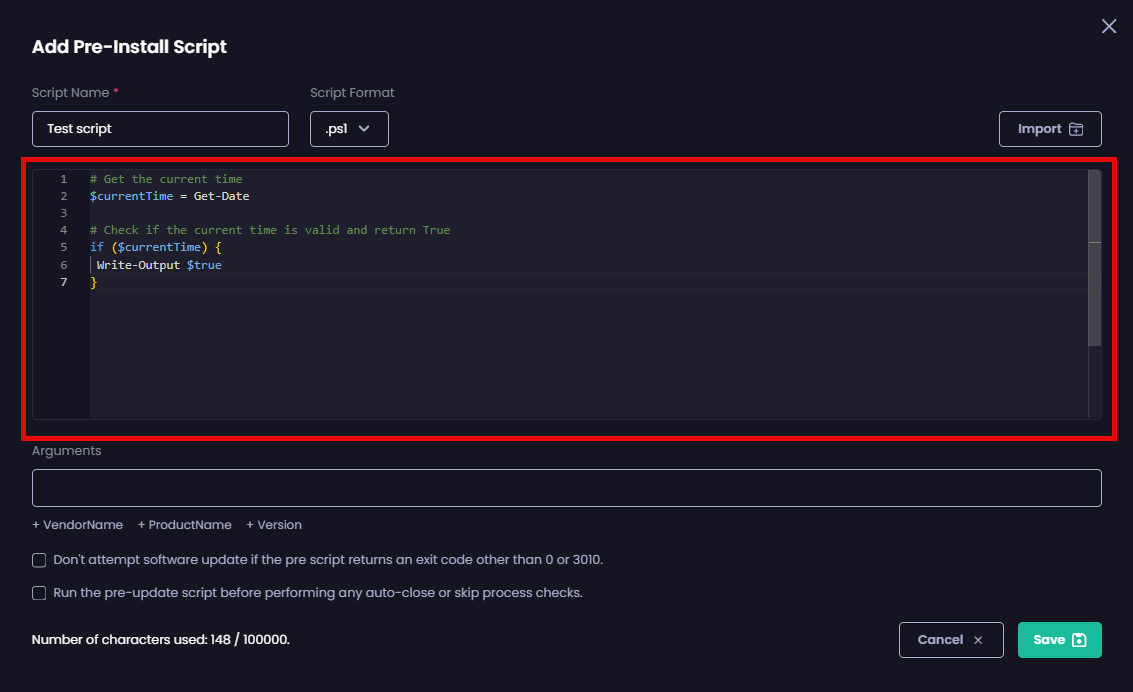 Add Pre-Install Script
Script Name * Script Format
Test script .ps1 Import
1 # Get the current time
2 $currentTime = Get-Date
3
4 # Check if the current time is valid and return True
5 if ($currentTime) {
6 Write-Output $true
7 }
Arguments
+ VendorName + ProductName + Version
Don't attempt software update if the pre script returns an exit code other than 0 or 3010.
Run the pre-update script before performing any auto-close or skip process checks.
Number of characters used: 148 / 100000. Cancel Save